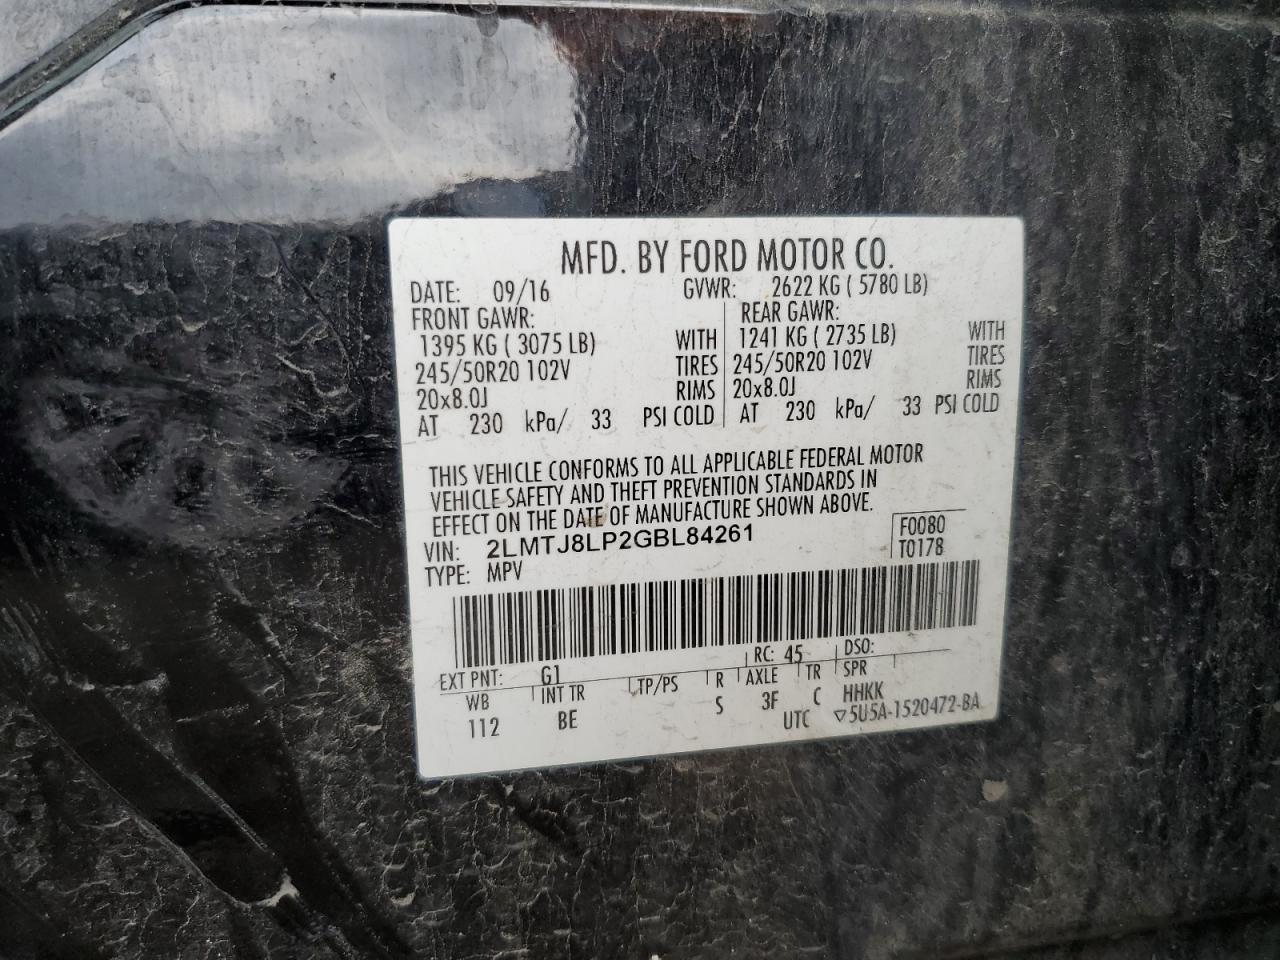 MFD. BY FORD MOTOR CO.
DATE: 09/16 GVWR: 2622 KG ( 5780 LB)
FRONT GAWR: REAR GAWR:
1395 KG ( 3075 LB) WITH 1241 KG ( 2735 LB) WITH
245/50R20 102V TIRES 245/50R20 102V TIRES
20x8.0J RIMS 20x8.0J RIMS
AT 230 kPa/ 33 PSI COLD AT 230 kPa/ 33 PSI COLD
THIS VEHICLE CONFORMS TO ALL APPLICABLE FEDERAL MOTOR
VEHICLE SAFETY AND THEFT PREVENTION STANDARDS IN
EFFECT ON THE DATE OF MANUFACTURE SHOWN ABOVE.
VIN: 2LMTJ8LP2GBL84261 F0080
TYPE: MPV T0178
EXT PNT: G1 RC: 45 DSO:
WB INT TR TP/PS R AXLE TR SPR
112 BE S 3F C HHKK
UTC ▽5U5A-1520472-BA